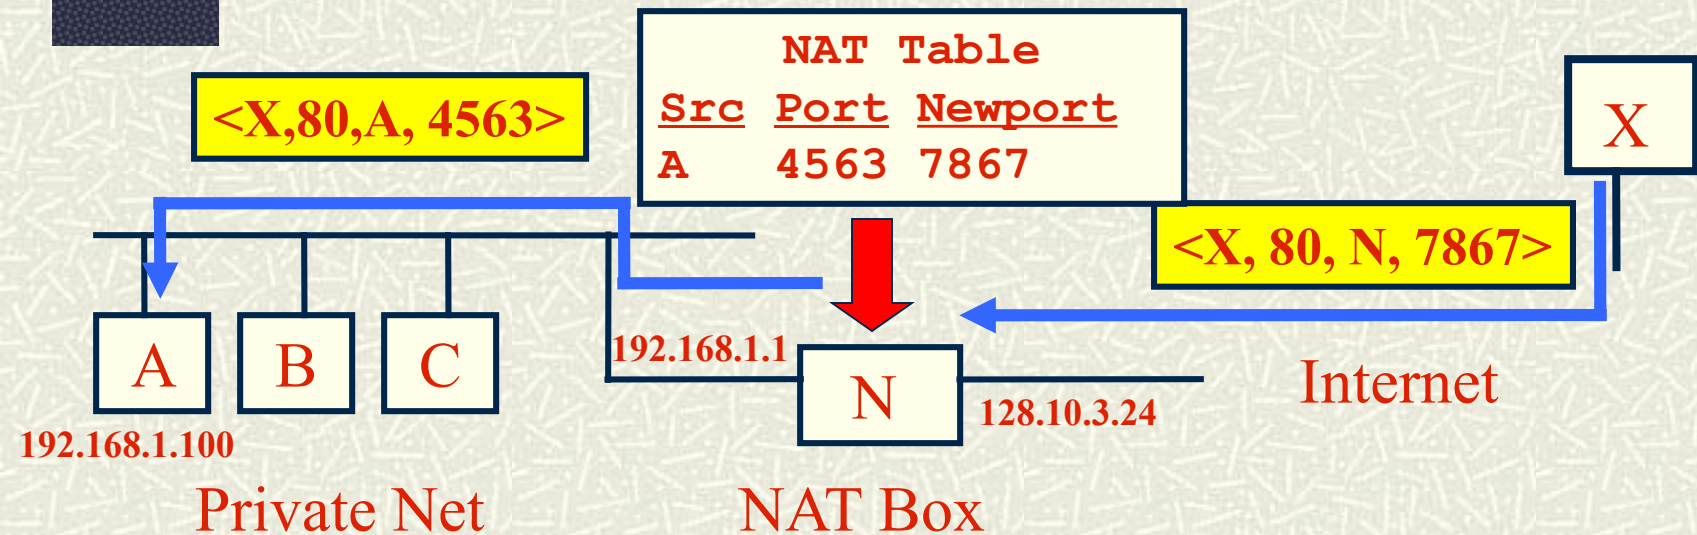 NAT Table
Src Port Newport
A 4563 7867
<X,80,A, 4563>
X
<X, 80, N, 7867>
A
B
C
192.168.1.1
N
Internet
128.10.3.24
192.168.1.100
Private Net
NAT Box